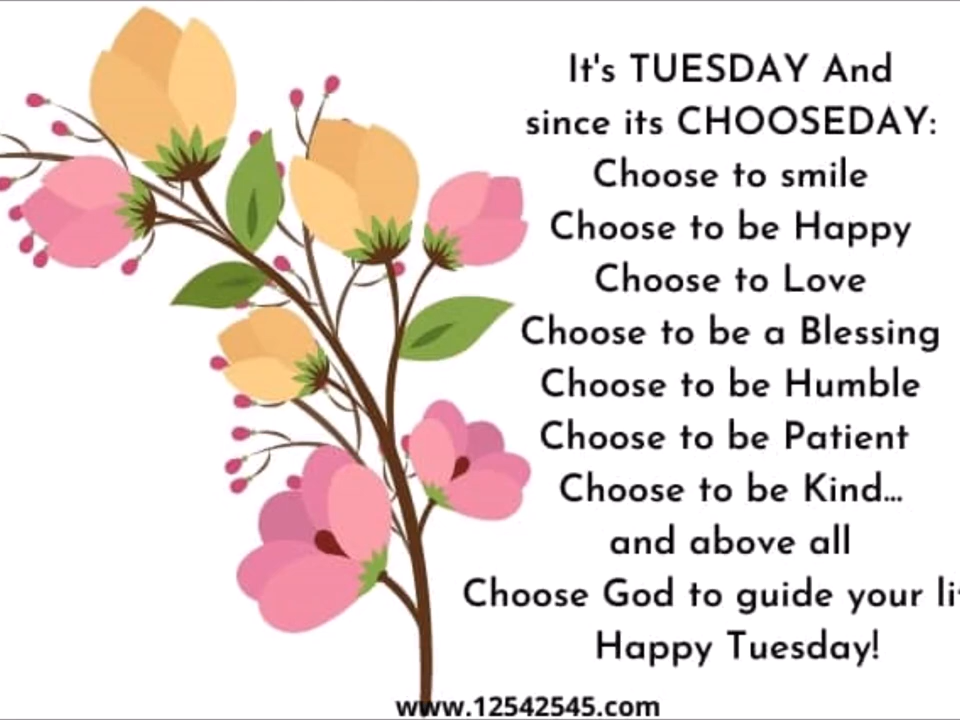 It's TUESDAY And
since its CHOOSEDAY:
Choose to smile
Choose to be Happy
Choose to Love
Choose to be a Blessing
Choose to be Humble
Choose to be Patient
Choose to be Kind...
and above all
Choose God to guide your
Happy Tuesday!
www.12542545.com